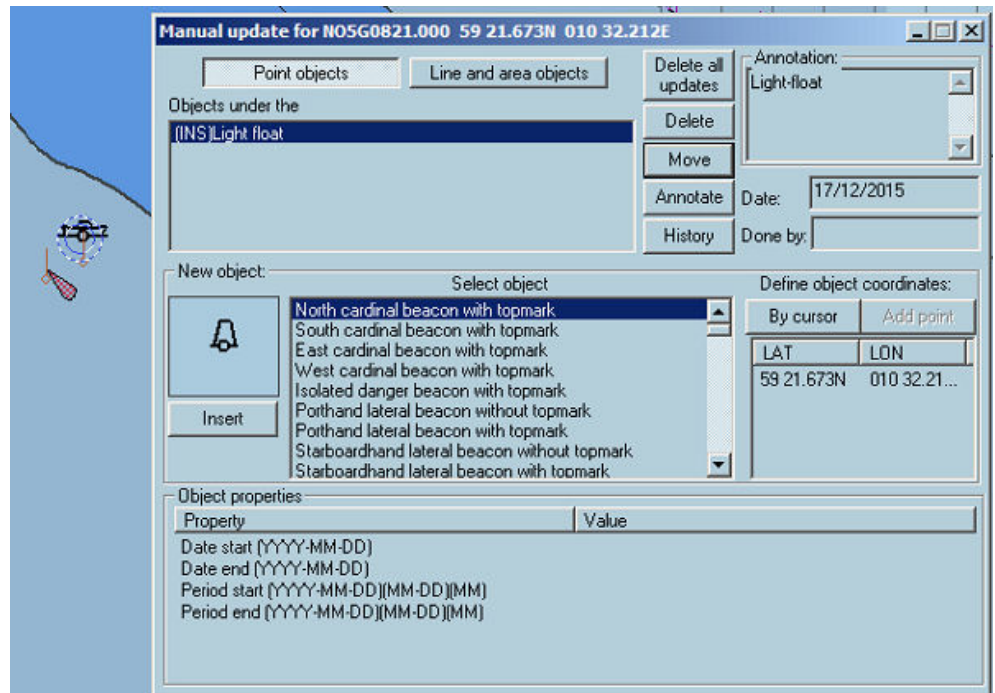 Manual update for NO5G0821.000 59 21.673N 010 32.212E
Point objects
Line and area objects
Objects under the
(INS)Light float
Delete all
updates
Delete
Move
Annotate
History
Annotation:
Light-float
Date:
17/12/2015
Done by:
New object:
Insert
Select object
North cardinal beacon with topmark
South cardinal beacon with topmark
East cardinal beacon with topmark
West cardinal beacon with topmark
Isolated danger beacon with topmark
Porthand lateral beacon without topmark
Porthand lateral beacon with topmark
Starboardhand lateral beacon without topmark
Starboardhand lateral beacon with topmark
Define object coordinates:
By cursor
Add point
LAT LON
59 21.673N 010 32.21...
Object properties
Property Value
Date start (YYYY-MM-DD)
Date end (YYYY-MM-DD)
Period start (YYYY-MM-DD)(MM-DD)(MM)
Period end (YYYY-MM-DD)(MM-DD)(MM)